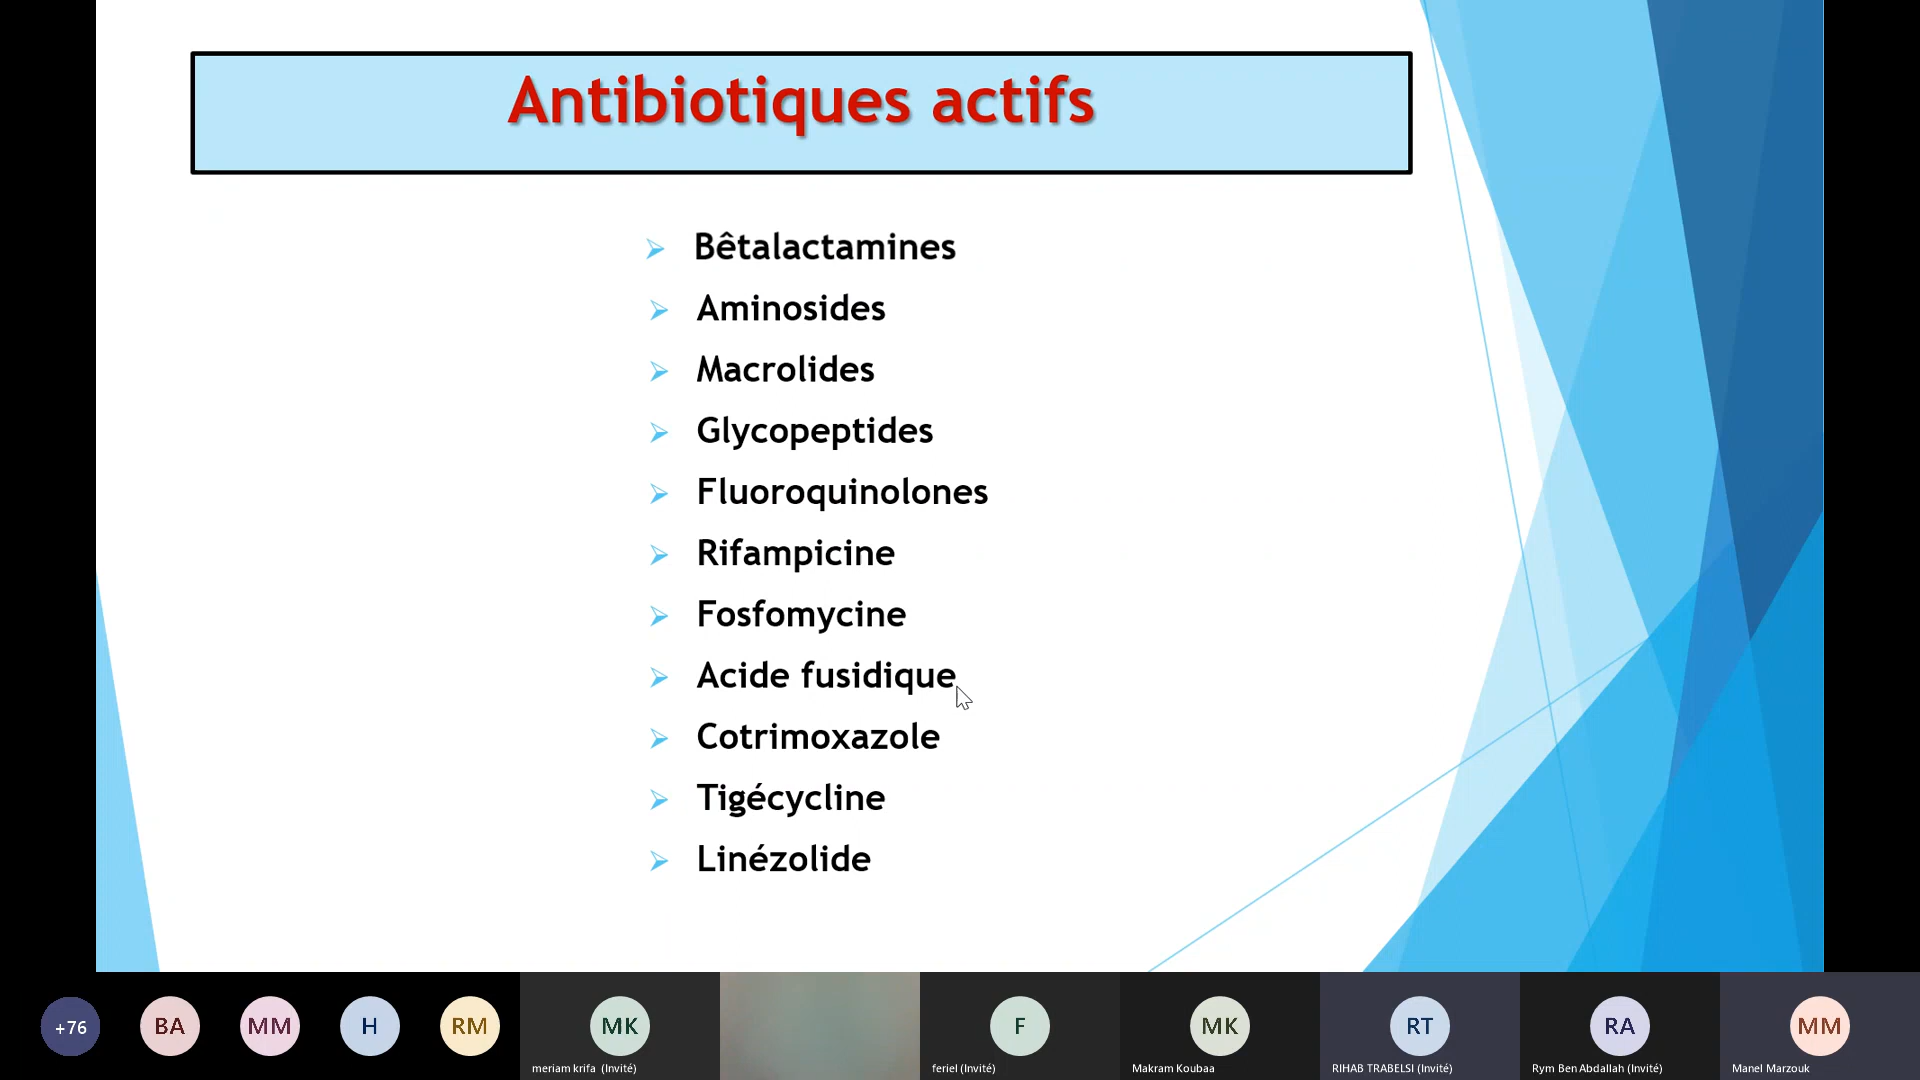 Antibiotiques actifs
Bêtalactamines
Aminosides
Macrolides
Glycopeptides
Fluoroquinolones
Rifampicine
Fosfomycine
Acide fusidique
Cotrimoxazole
Tigécycline
Linézolide
+76
BA
MM
H
RM
MK
meriam krifa (Invité)
F
feriel (Invité)
MK
Makram Koubaa
RT
RIHAB TRABELSI (Invité)
RA
Rym Ben Abdallah (Invité)
MM
Manel Marzouk